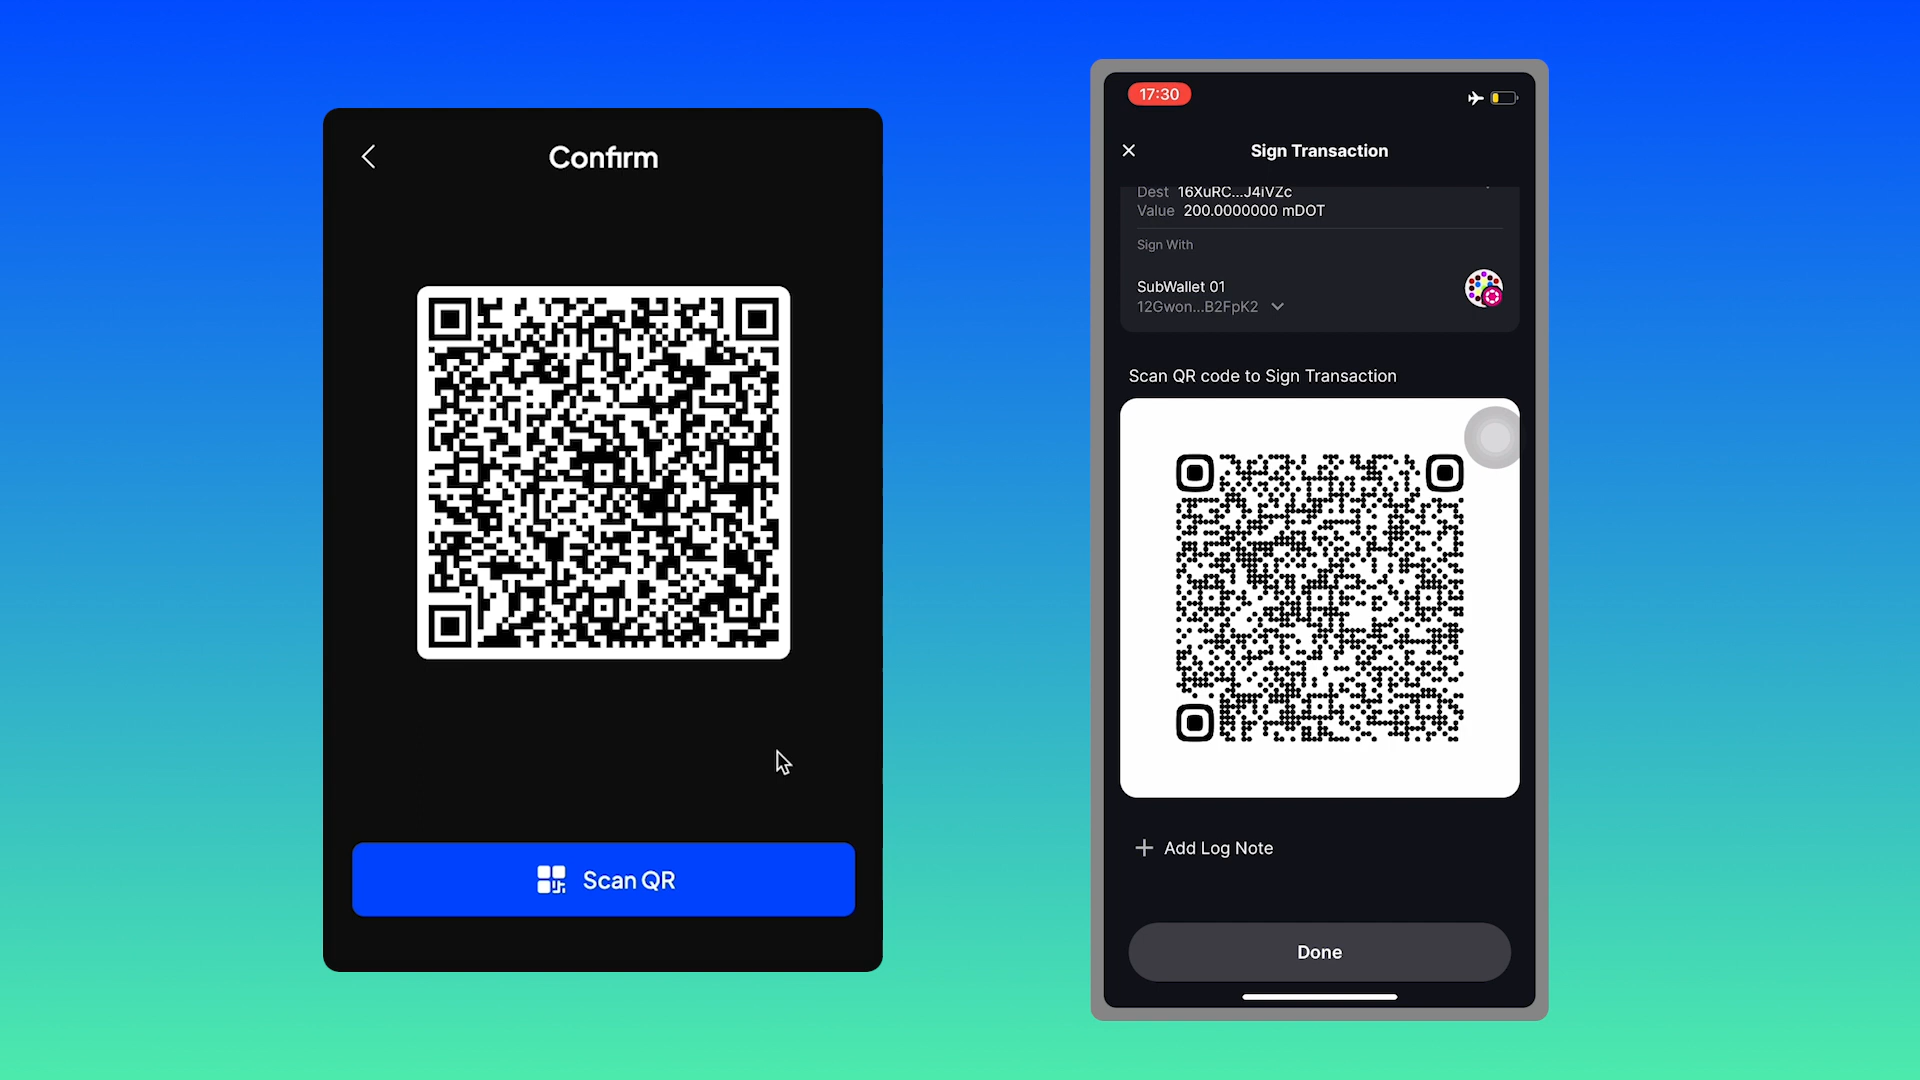 Confirm
Scan QR
17:30
Sign Transaction
Dest 16XuRC...J4iVZc
Value 200.0000000 mDOT
Sign With
SubWallet 01
12Gwon...B2FpK2
Scan QR code to Sign Transaction
Add Log Note
Done